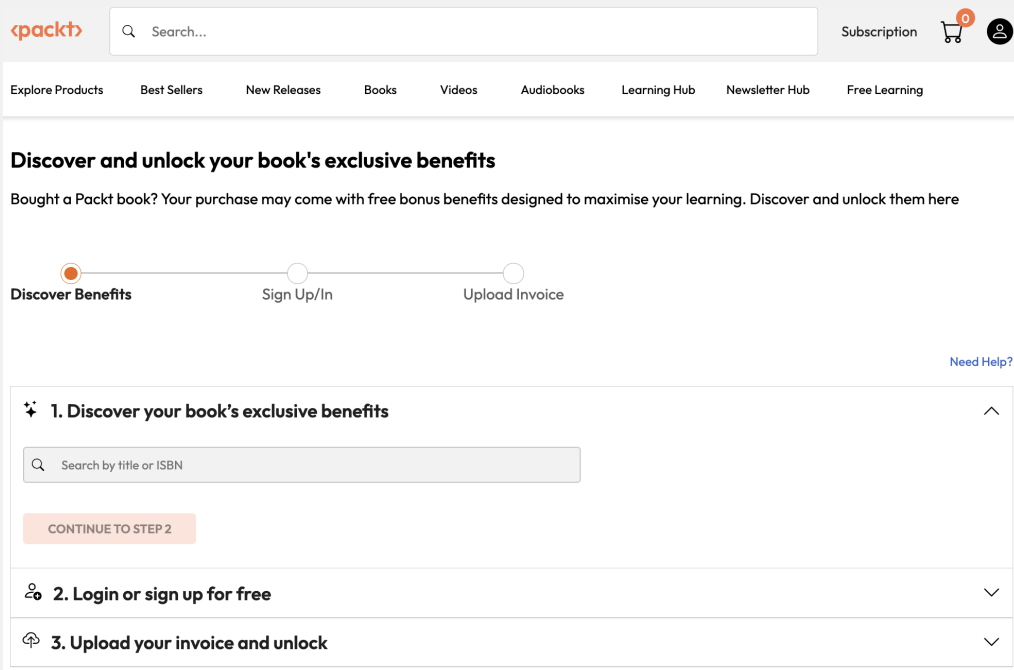 <packt>
Search...
Subscription
0
Explore Products Best Sellers New Releases Books Videos Audiobooks Learning Hub Newsletter Hub Free Learning
Discover and unlock your book's exclusive benefits
Bought a Packt book? Your purchase may come with free bonus benefits designed to maximise your learning. Discover and unlock them here
Discover Benefits Sign Up/In Upload Invoice
Need Help?
1. Discover your book’s exclusive benefits
Search by title or ISBN
CONTINUE TO STEP 2
2. Login or sign up for free
3. Upload your invoice and unlock